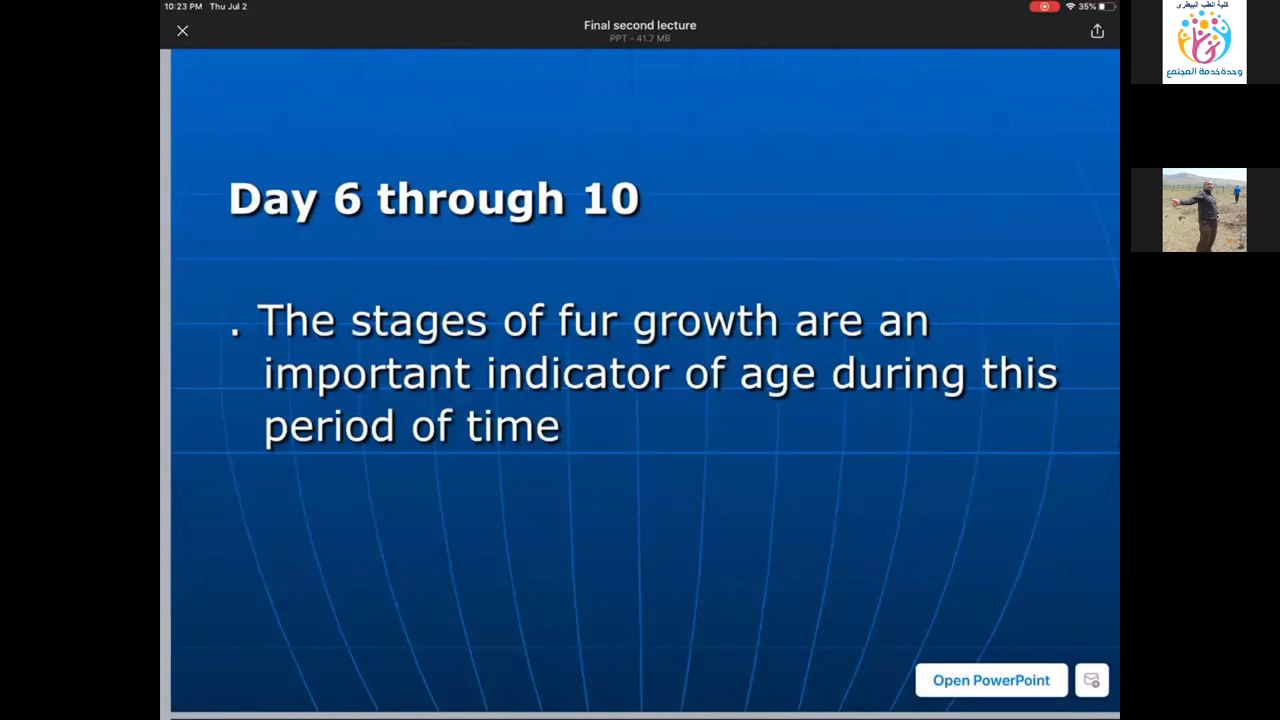 10:23 PM Thu Jul 2
35%
Final second lecture
PPT - 41.7 MB
Day 6 through 10
. The stages of fur growth are an
important indicator of age during this
period of time
Open PowerPoint
كلية الطب البيطرى
وحدة خدمة المجتمع